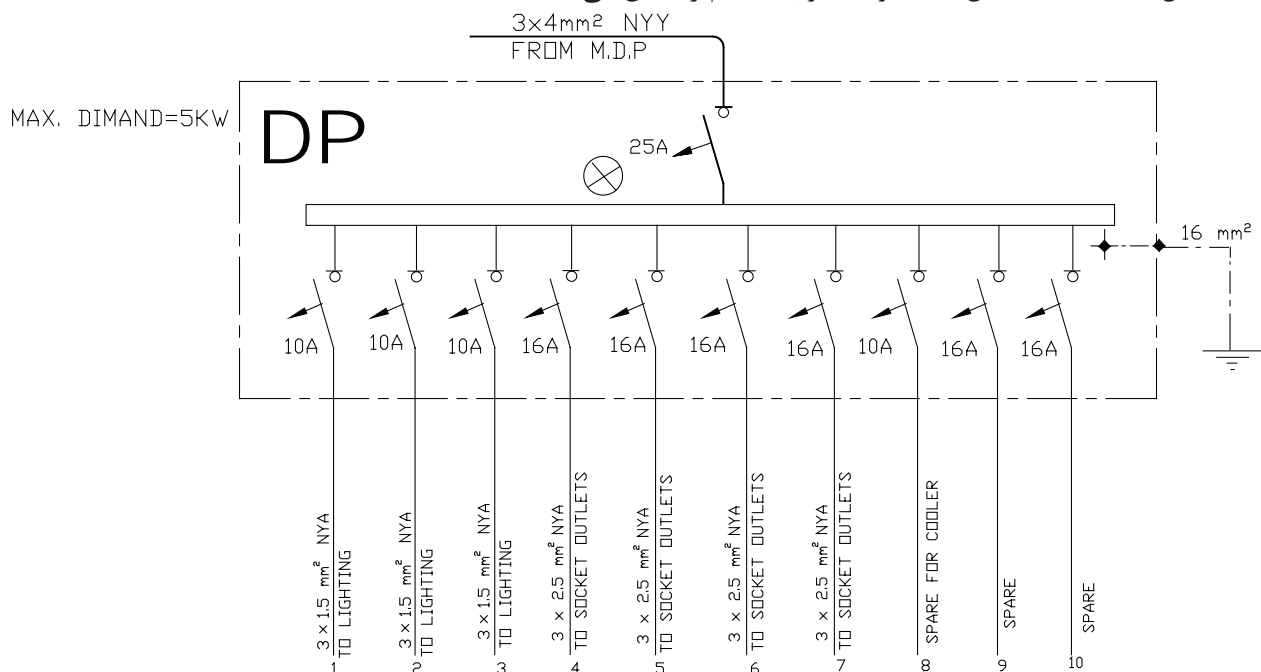 3x4mm² NYY
FROM M.D.P
MAX. DIMAND=5KW
DP
25A
16 mm²
10A
10A
10A
16A
16A
16A
16A
10A
16A
16A
3 x 1.5 mm² NYA
TO LIGHTING
3 x 1.5 mm² NYA
TO LIGHTING
3 x 1.5 mm² NYA
TO LIGHTING
3 x 2.5 mm² NYA
TO SOCKET OUTLETS
3 x 2.5 mm² NYA
TO SOCKET OUTLETS
3 x 2.5 mm² NYA
TO SOCKET OUTLETS
3 x 2.5 mm² NYA
TO SOCKET OUTLETS
SPARE FOR COOLER
SPARE
SPARE
1
2
3
4
5
6
7
8
9
10